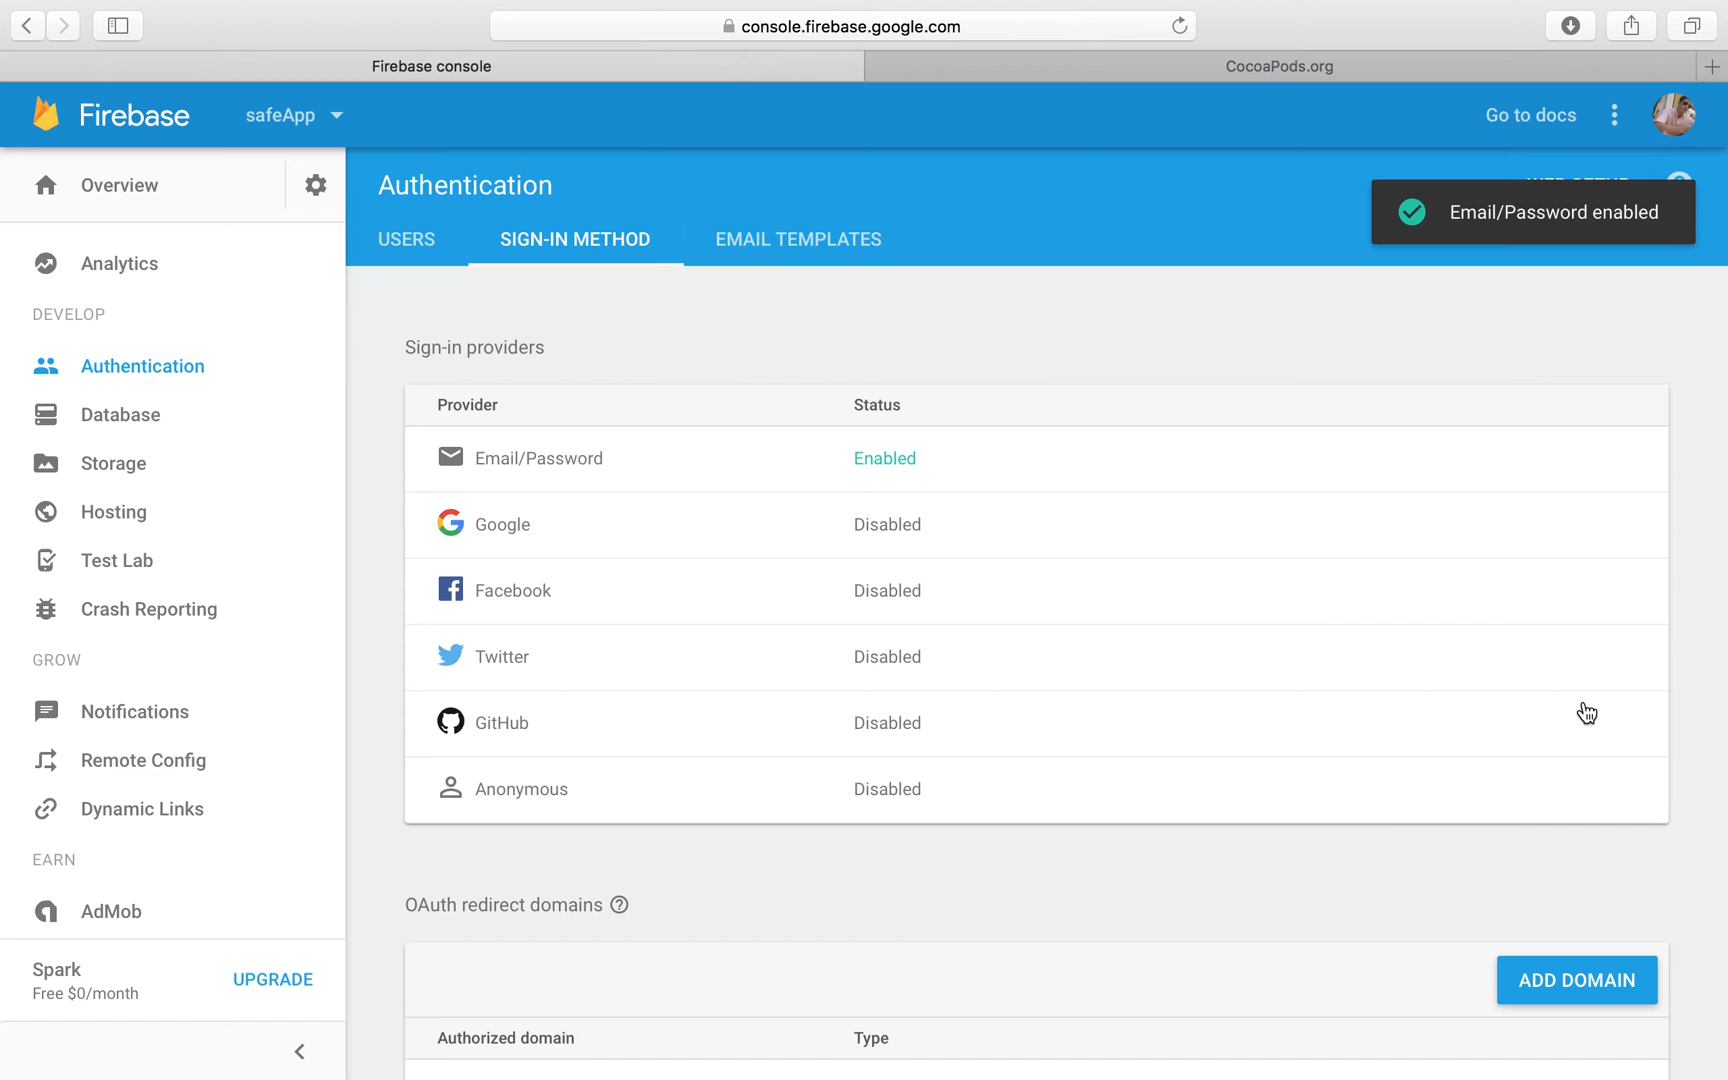 console.firebase.google.com
Firebase console
CocoaPods.org
Firebase
safeApp
Go to docs
Overview
Authentication
Email/Password enabled
USERS
SIGN-IN METHOD
EMAIL TEMPLATES
Analytics
DEVELOP
Authentication
Database
Storage
Hosting
Test Lab
Crash Reporting
GROW
Notifications
Remote Config
Dynamic Links
EARN
AdMob
Spark
Free $0/month
UPGRADE
Sign-in providers
Provider Status
Email/Password Enabled
Google Disabled
Facebook Disabled
Twitter Disabled
GitHub Disabled
Anonymous Disabled
OAuth redirect domains
ADD DOMAIN
Authorized domain Type